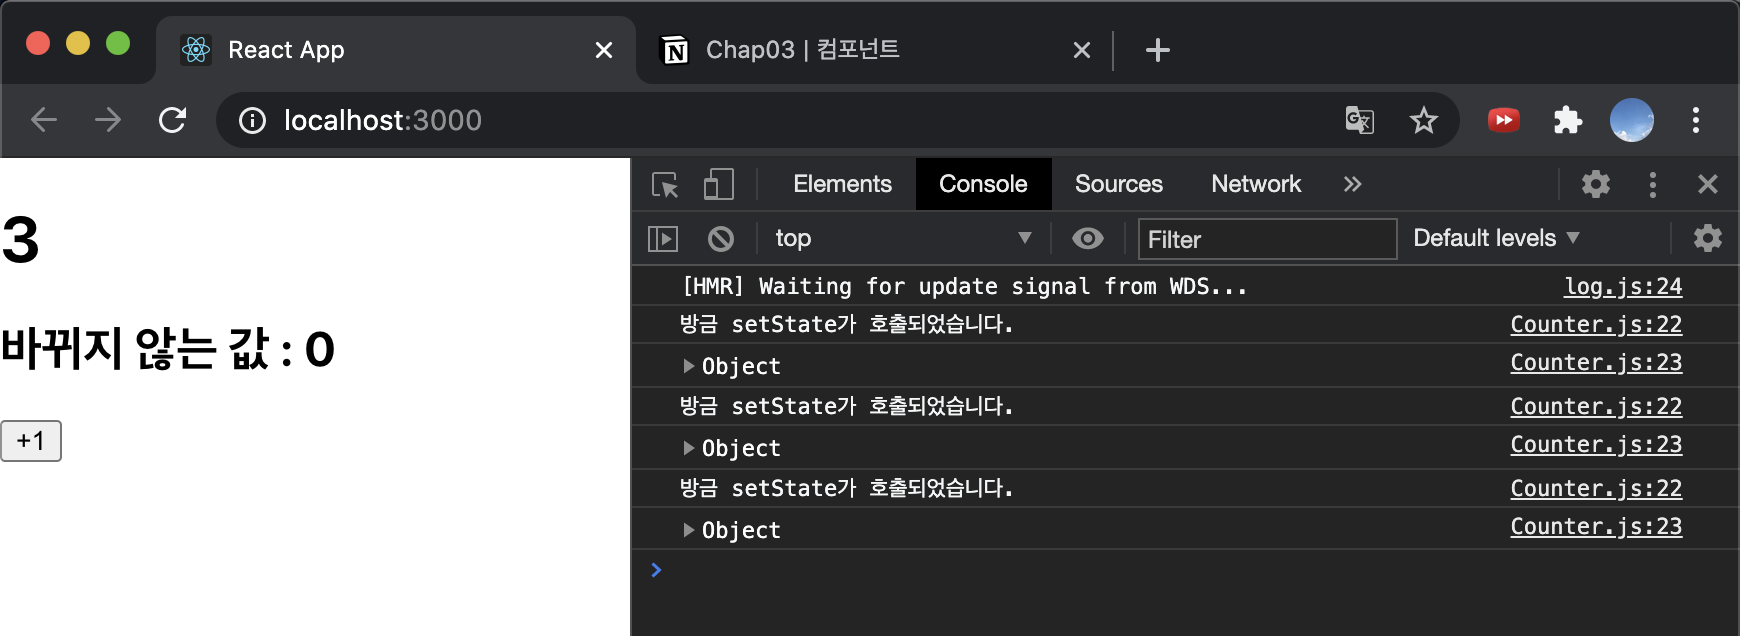 React App
Chap03 | 컴포넌트
localhost:3000
Elements Console Sources Network
top Filter Default levels
3
바뀌지 않는 값 : 0
+1
[HMR] Waiting for update signal from WDS... log.js:24
방금 setState가 호출되었습니다. Counter.js:22
Object Counter.js:23
방금 setState가 호출되었습니다. Counter.js:22
Object Counter.js:23
방금 setState가 호출되었습니다. Counter.js:22
Object Counter.js:23